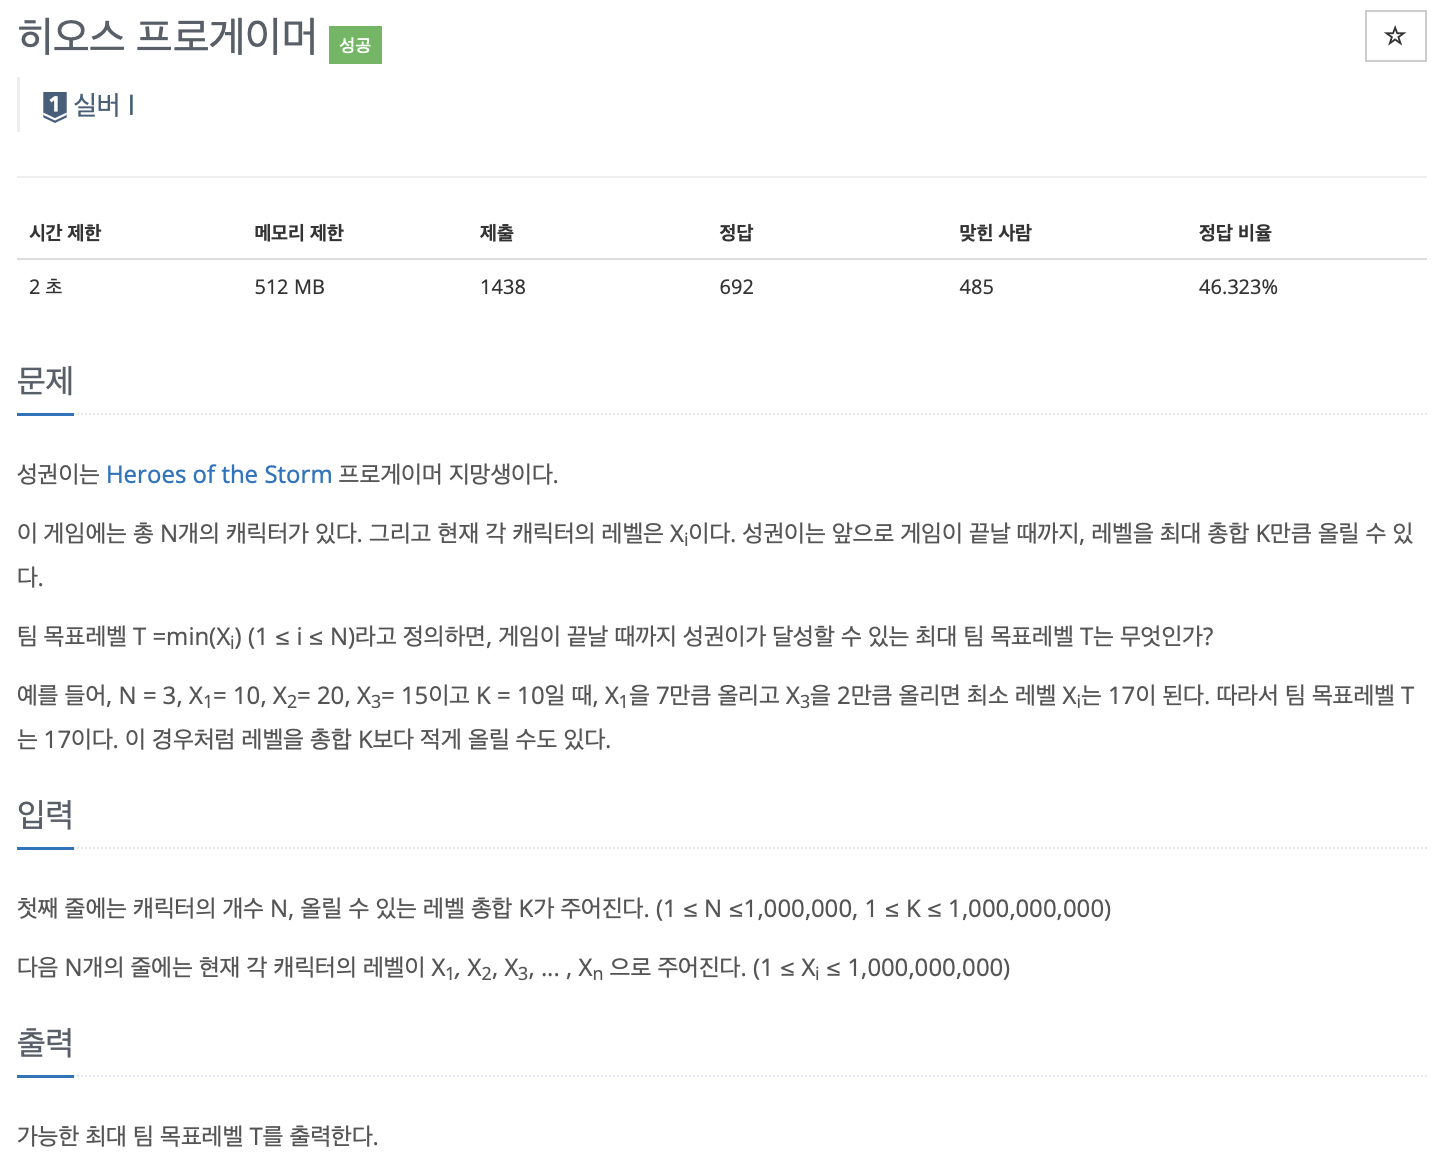 히오스 프로게이머 성공
1 실버 I
시간 제한 메모리 제한 제출 정답 맞힌 사람 정답 비율
2 초 512 MB 1438 692 485 46.323%
문제
성권이는 Heroes of the Storm 프로게이머 지망생이다.
이 게임에는 총 N개의 캐릭터가 있다. 그리고 현재 각 캐릭터의 레벨은 Xi이다. 성권이는 앞으로 게임이 끝날 때까지, 레벨을 최대 총합 K만큼 올릴 수 있
다.
팀 목표레벨 T =min(Xi) (1 ≤ i ≤ N)라고 정의하면, 게임이 끝날 때까지 성권이가 달성할 수 있는 최대 팀 목표레벨 T는 무엇인가?
예를 들어, N = 3, X1= 10, X2= 20, X3= 15이고 K = 10일 때, X1을 7만큼 올리고 X3을 2만큼 올리면 최소 레벨 Xi는 17이 된다. 따라서 팀 목표레벨 T
는 17이다. 이 경우처럼 레벨을 총합 K보다 적게 올릴 수도 있다.
입력
첫째 줄에는 캐릭터의 개수 N, 올릴 수 있는 레벨 총합 K가 주어진다. (1 ≤ N ≤1,000,000, 1 ≤ K ≤ 1,000,000,000)
다음 N개의 줄에는 현재 각 캐릭터의 레벨이 X1, X2, X3, ... , Xn 으로 주어진다. (1 ≤ Xi ≤ 1,000,000,000)
출력
가능한 최대 팀 목표레벨 T를 출력한다.